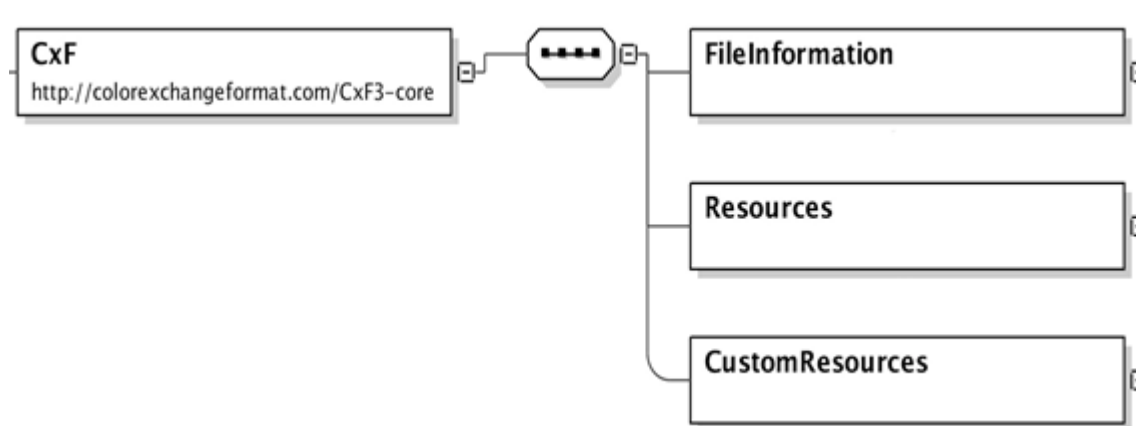 CxF
http://colorexchangeformat.com/CxF3-core
FileInformation
Resources
CustomResources